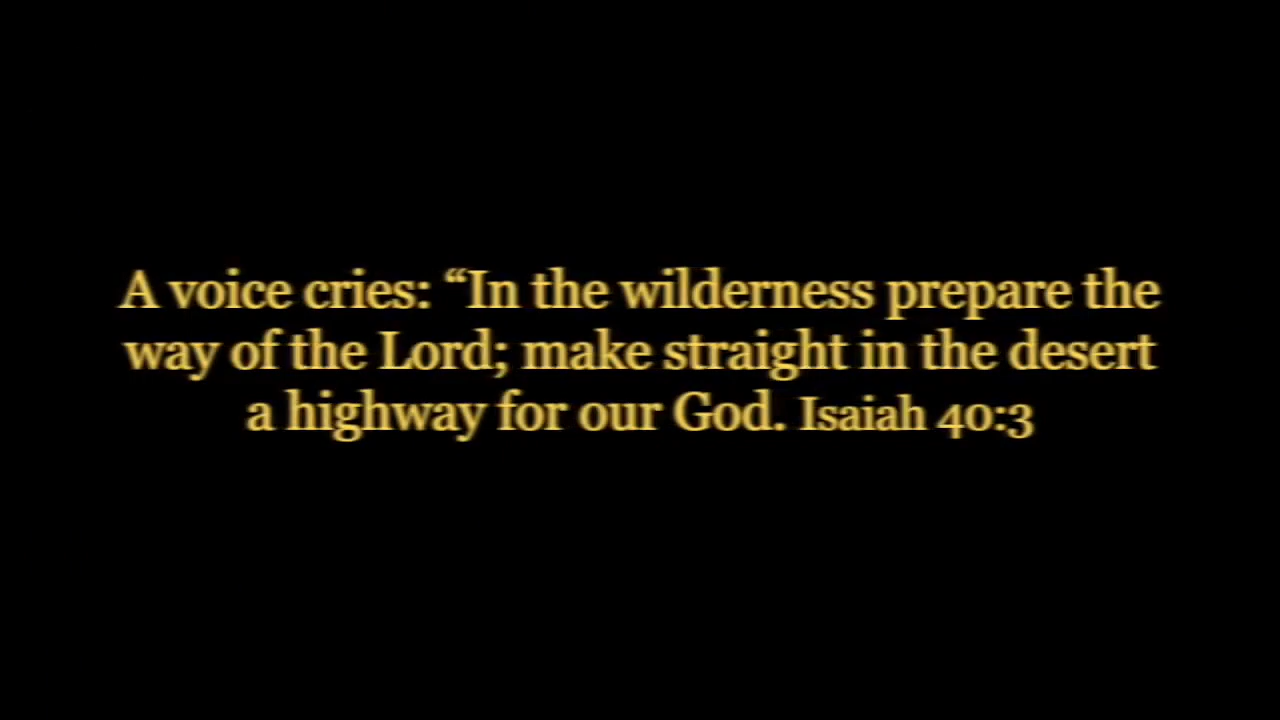 A voice cries: “In the wilderness prepare the
way of the Lord; make straight in the desert
a highway for our God. Isaiah 40:3